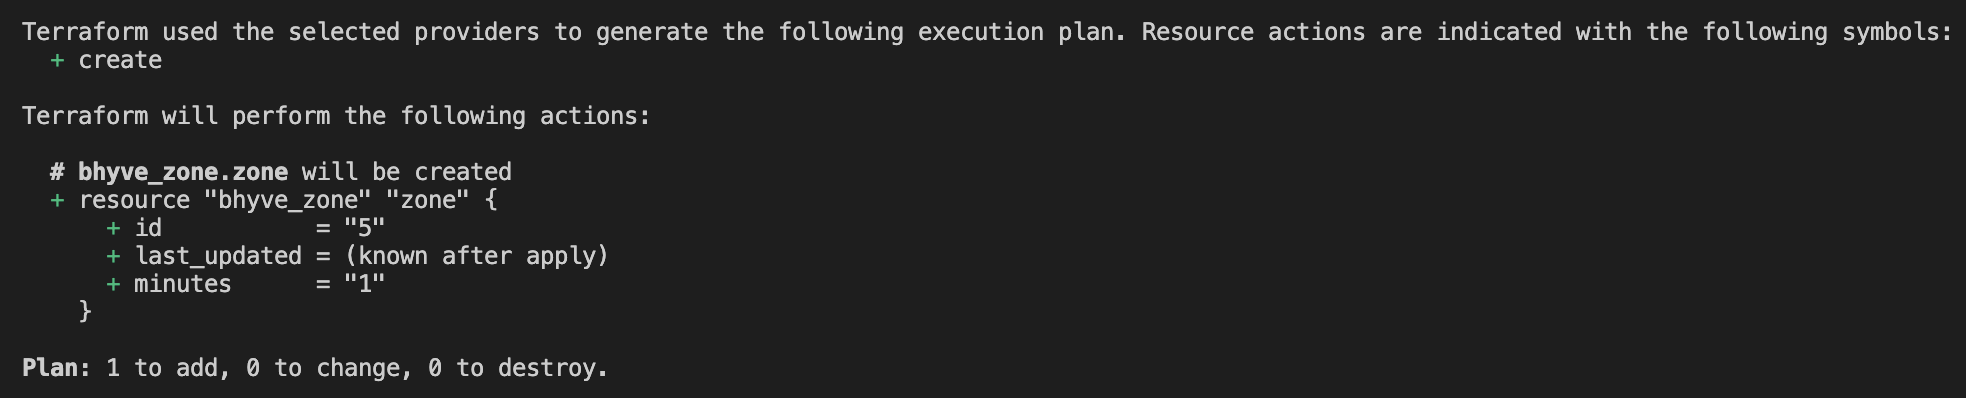 Terraform used the selected providers to generate the following execution plan. Resource actions are indicated with the following symbols:
  + create

Terraform will perform the following actions:

  # bhyve_zone.zone will be created
  + resource "bhyve_zone" "zone" {
      + id           = "5"
      + last_updated = (known after apply)
      + minutes      = "1"
    }

Plan: 1 to add, 0 to change, 0 to destroy.